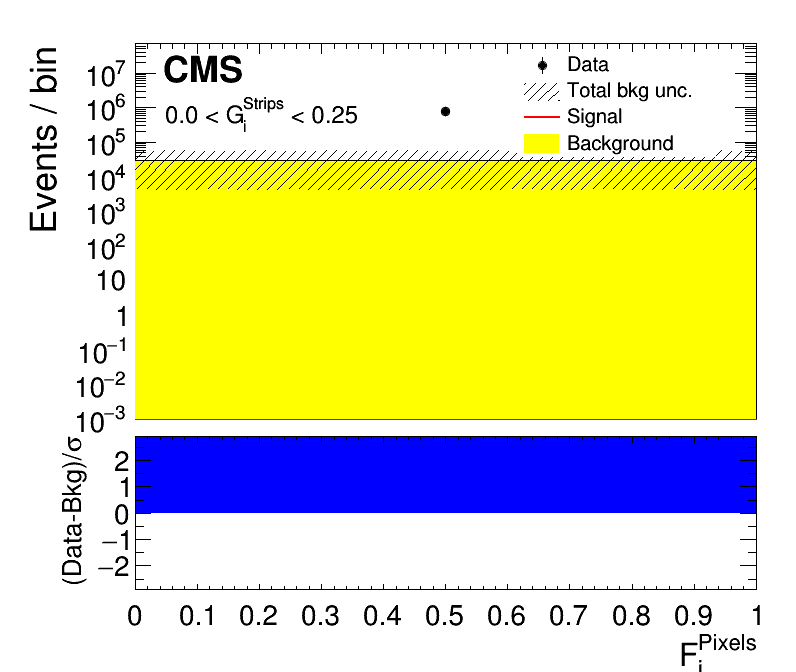 CMS
0.0 < G_i^Strips < 0.25
Data
Total bkg unc.
Signal
Background
Events / bin
10^7
10^6
10^5
10^4
10^3
10^2
10
1
10^−1
10^−2
10^−3
(Data-Bkg)/σ
2
1
0
−1
−2
0 0.1 0.2 0.3 0.4 0.5 0.6 0.7 0.8 0.9 1
F_i^Pixels